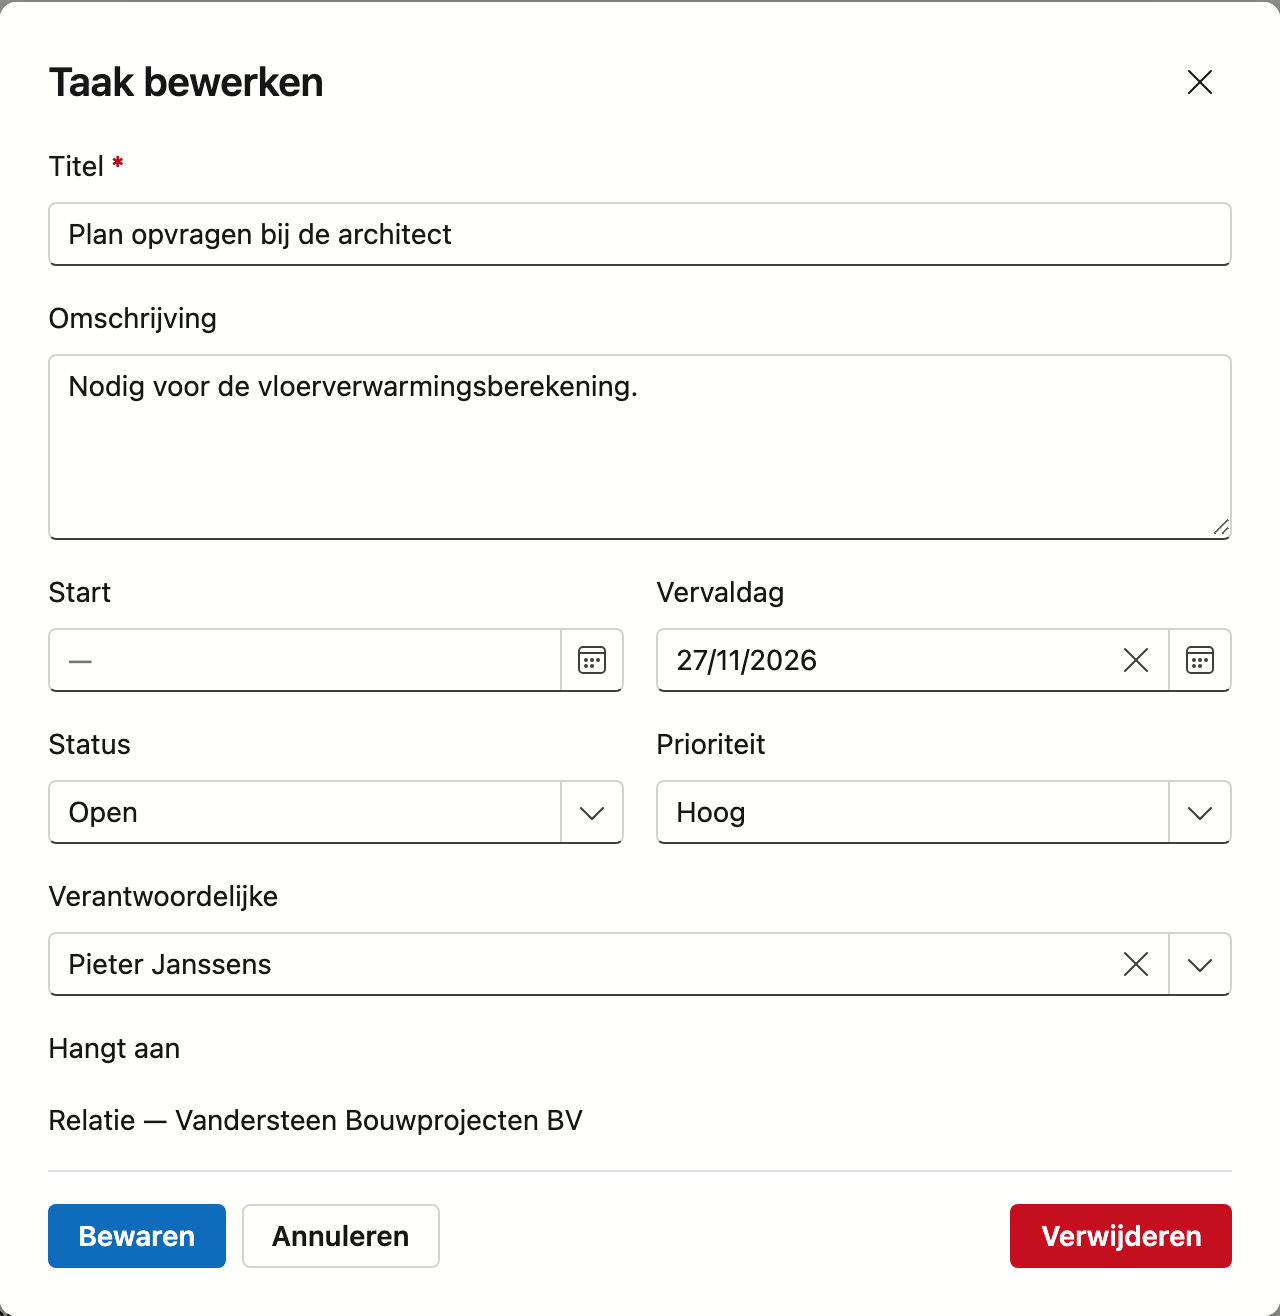 Taak bewerken
Titel *
Plan opvragen bij de architect
Omschrijving
Nodig voor de vloerverwarmingsberekening.
Start
Vervaldag
—
27/11/2026
Status
Prioriteit
Open
Hoog
Verantwoordelijke
Pieter Janssens
Hangt aan
Relatie — Vandersteen Bouwprojecten BV
Bewaren
Annuleren
Verwijderen